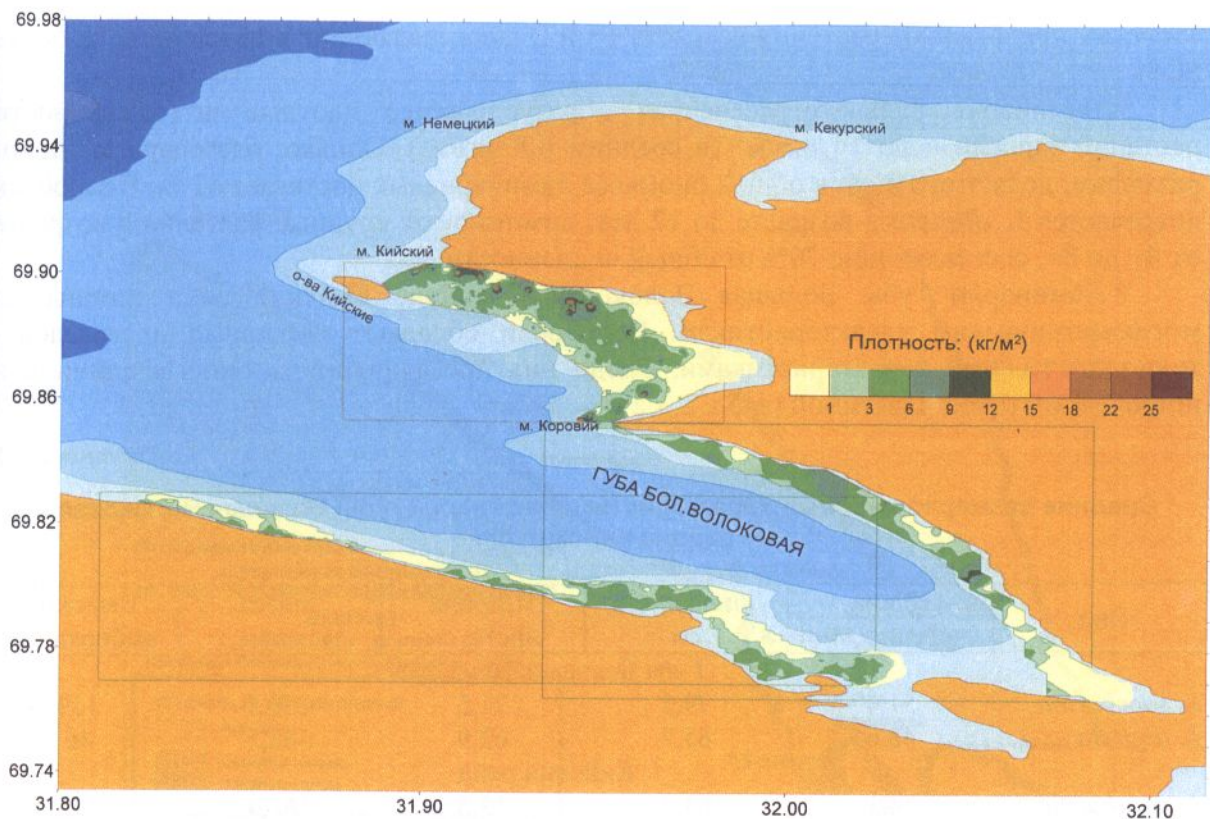 69.98
69.94
69.90
69.86
69.82
69.78
69.74
м. Немецкий
м. Кекурский
м. Кийский
о-ва Кийские
Плотность: (кг/м²)
1 3 6 9 12 15 18 22 25
м. Коровий
ГУБА БОЛ.ВОЛОКОВАЯ
31.80 31.90 32.00 32.10